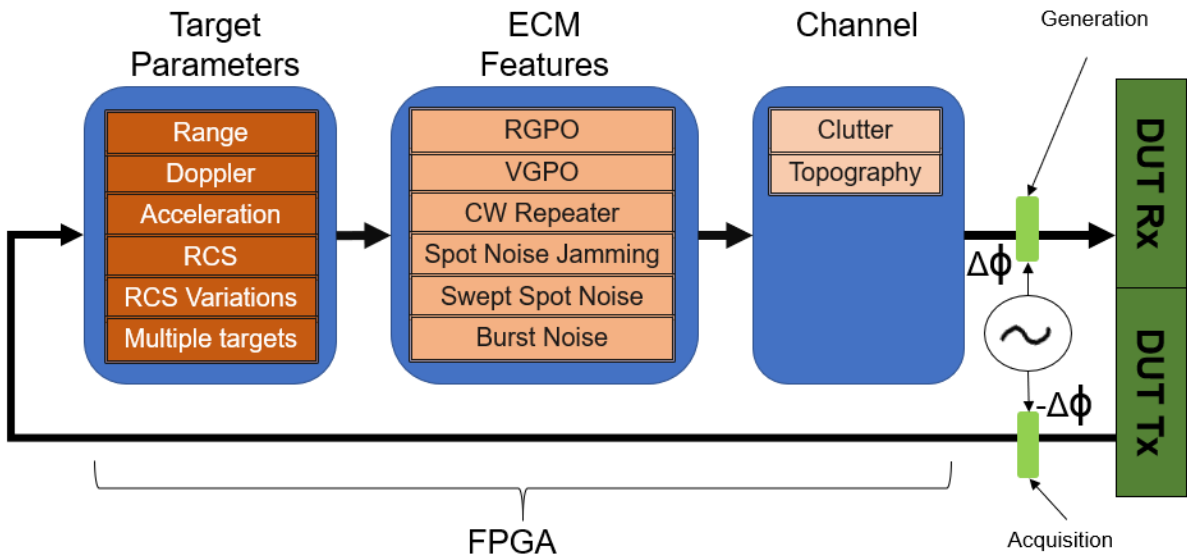 Target
Parameters
ECM
Features
Channel
Generation
Range
Doppler
Acceleration
RCS
RCS Variations
Multiple targets
RGPO
VGPO
CW Repeater
Spot Noise Jamming
Swept Spot Noise
Burst Noise
Clutter
Topography
Δϕ
-Δϕ
DUT Rx
DUT Tx
FPGA
Acquisition